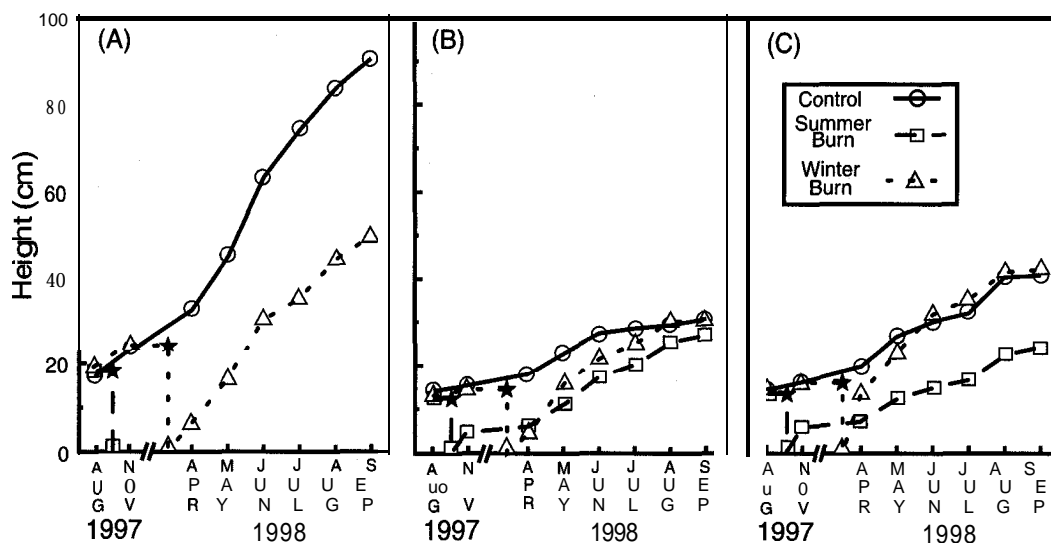 100
80
60
40
20
0
Height (cm)
(A)
(B)
(C)
Control
Summer
Burn
Winter
Burn
A N A M J J A S
U O P A U U U E
G V R Y N L G P
1997 1998
A N A M J J A S
uo P A U U U E
G V R Y N L G P
1997 1998
A N A M J J A S
u 0 P A U U U E
G V R Y N L G P
1997 1998